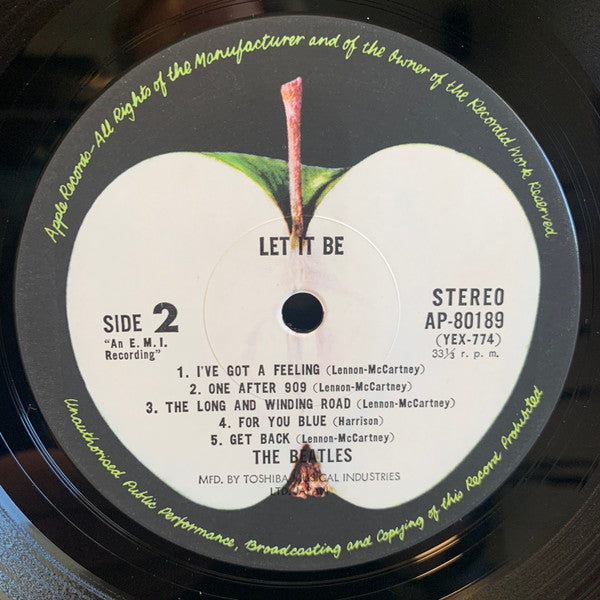 Apple Records-All Rights of the Manufacturer and of the Owner of the Recorded Work Reserved
LET IT BE
SIDE 2
"An E.M.I.
Recording"
STEREO
AP-80189
(YEX-774)
33⅓ r. p. m.
1. I'VE GOT A FEELING (Lennon-McCartney)
2. ONE AFTER 909 (Lennon-McCartney)
3. THE LONG AND WINDING ROAD (Lennon-McCartney)
4. FOR YOU BLUE (Harrison)
5. GET BACK (Lennon-McCartney)
THE BEATLES
MFD. BY TOSHIBA MUSICAL INDUSTRIES
LTD.
Unauthorised Public Performance, Broadcasting and Copying of this Record Prohibited